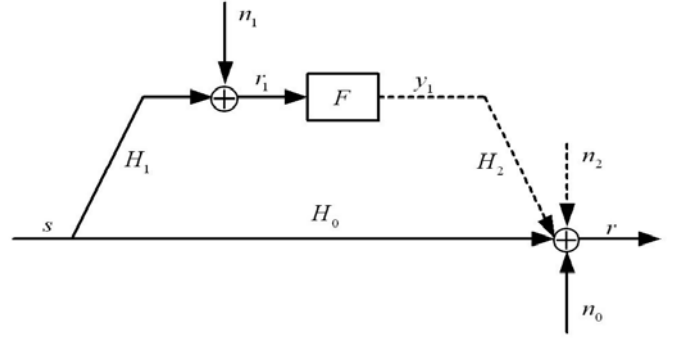 n₁
r₁
F
y₁
H₁
H₂
n₂
s
H₀
r
n₀